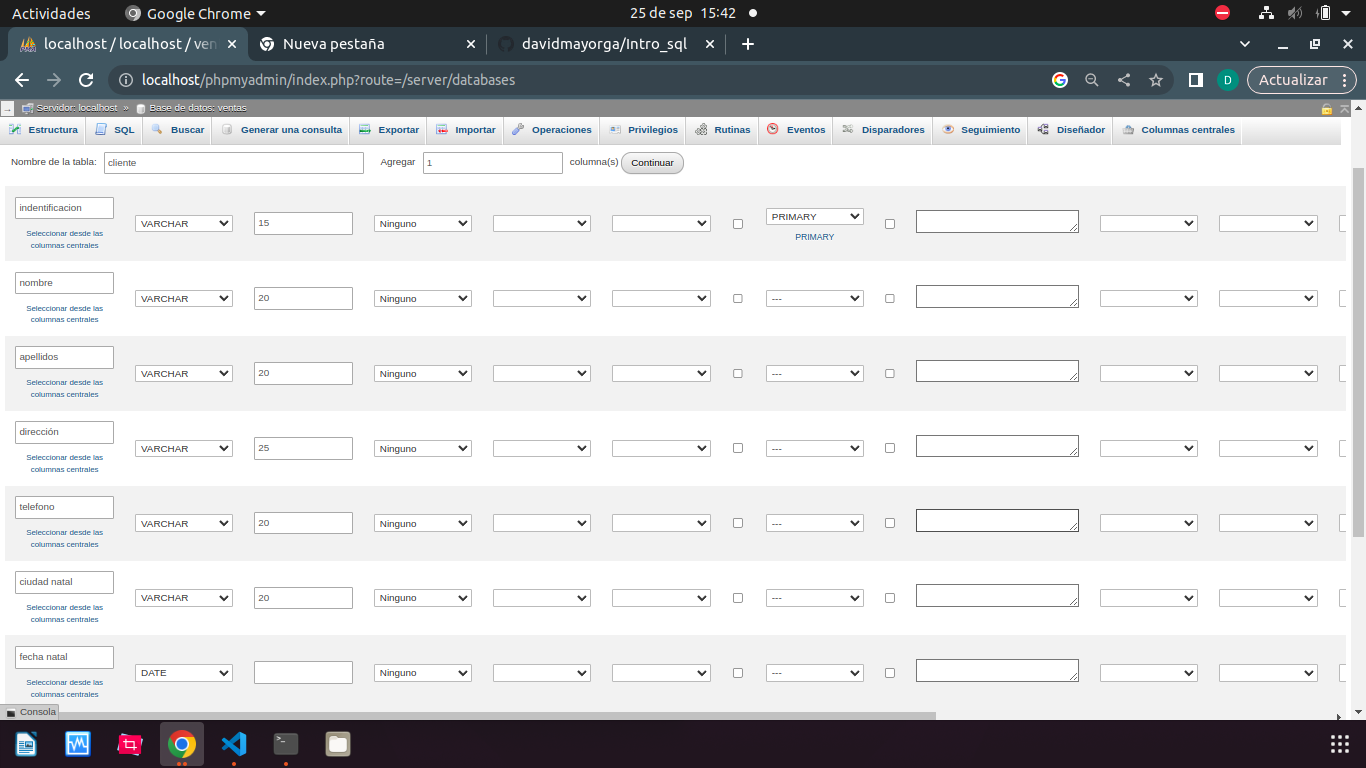 Actividades Google Chrome 25 de sep 15:42
localhost / localhost / ven Nueva pestaña davidmayorga/Intro_sql
localhost/phpmyadmin/index.php?route=/server/databases D Actualizar
Servidor: localhost » Base de datos: ventas
Estructura SQL Buscar Generar una consulta Exportar Importar Operaciones Privilegios Rutinas Eventos Disparadores Seguimiento Diseñador Columnas centrales
Nombre de la tabla: cliente Agregar 1 columna(s) Continuar
indentificacion VARCHAR 15 Ninguno PRIMARY
Seleccionar desde las PRIMARY
columnas centrales
nombre VARCHAR 20 Ninguno ---
Seleccionar desde las
columnas centrales
apellidos VARCHAR 20 Ninguno ---
Seleccionar desde las
columnas centrales
dirección VARCHAR 25 Ninguno ---
Seleccionar desde las
columnas centrales
telefono VARCHAR 20 Ninguno ---
Seleccionar desde las
columnas centrales
ciudad natal VARCHAR 20 Ninguno ---
Seleccionar desde las
columnas centrales
fecha natal DATE Ninguno ---
Seleccionar desde las
columnas centrales
Consola